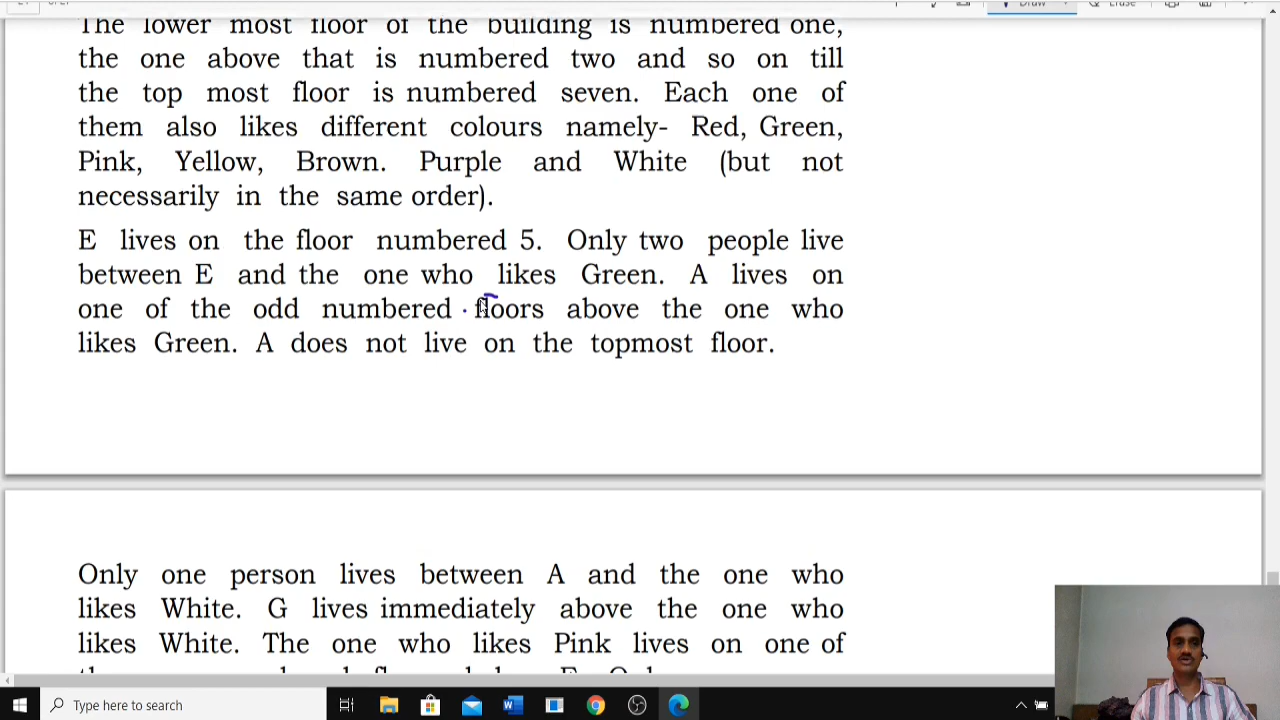 The lower most floor of the building is numbered one,
the one above that is numbered two and so on till
the top most floor is numbered seven. Each one of
them also likes different colours namely- Red, Green,
Pink, Yellow, Brown. Purple and White (but not
necessarily in the same order).
E lives on the floor numbered 5. Only two people live
between E and the one who likes Green. A lives on
one of the odd numbered floors above the one who
likes Green. A does not live on the topmost floor.
Only one person lives between A and the one who
likes White. G lives immediately above the one who
likes White. The one who likes Pink lives on one of
Type here to search